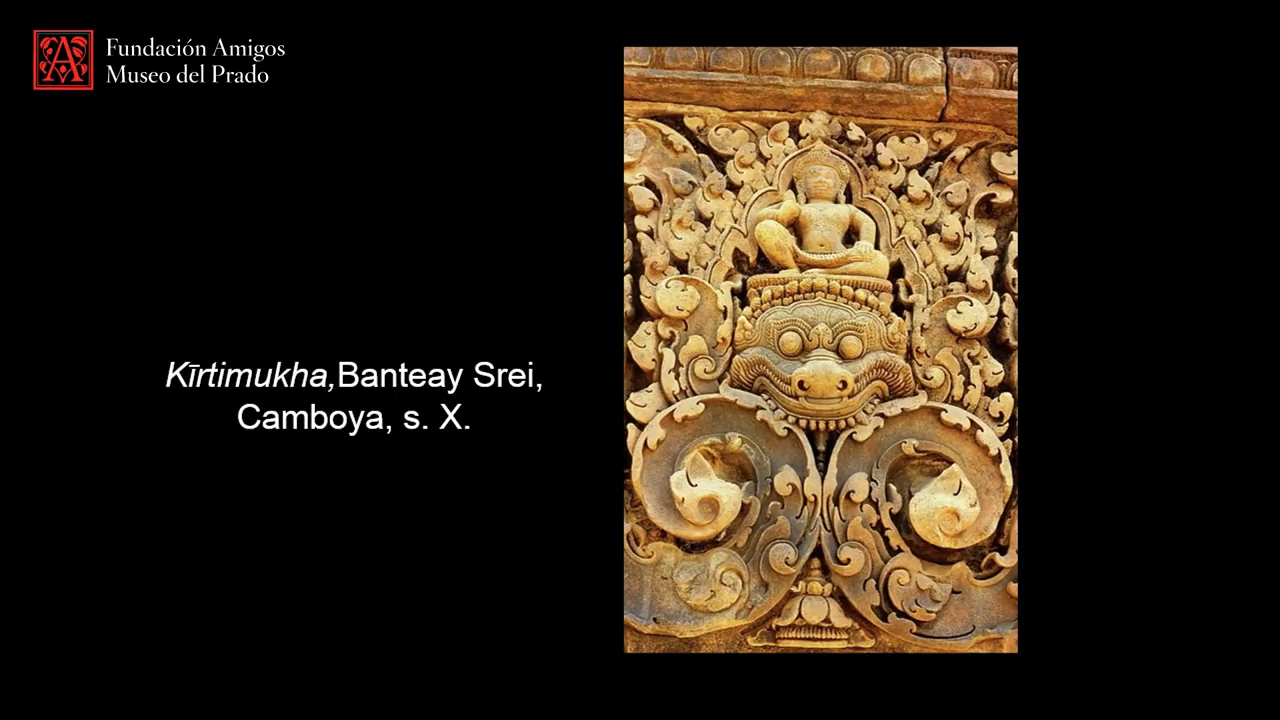 Fundación Amigos
Museo del Prado
Kīrtimukha,Banteay Srei,
Camboya, s. X.